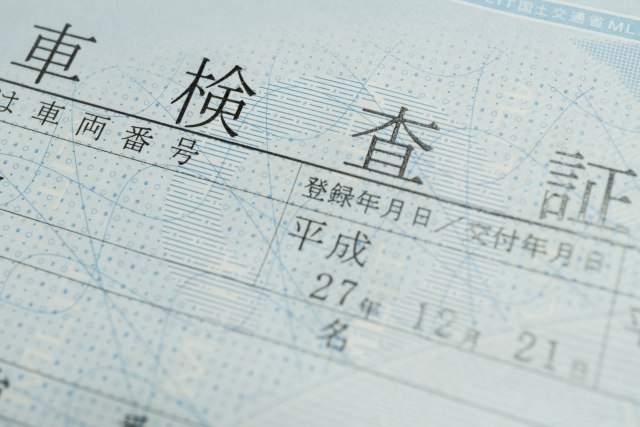 国土交通省ML
車検査証
は車両番号
登録年月日／交付年月日
平成
27年 12月 21日
名